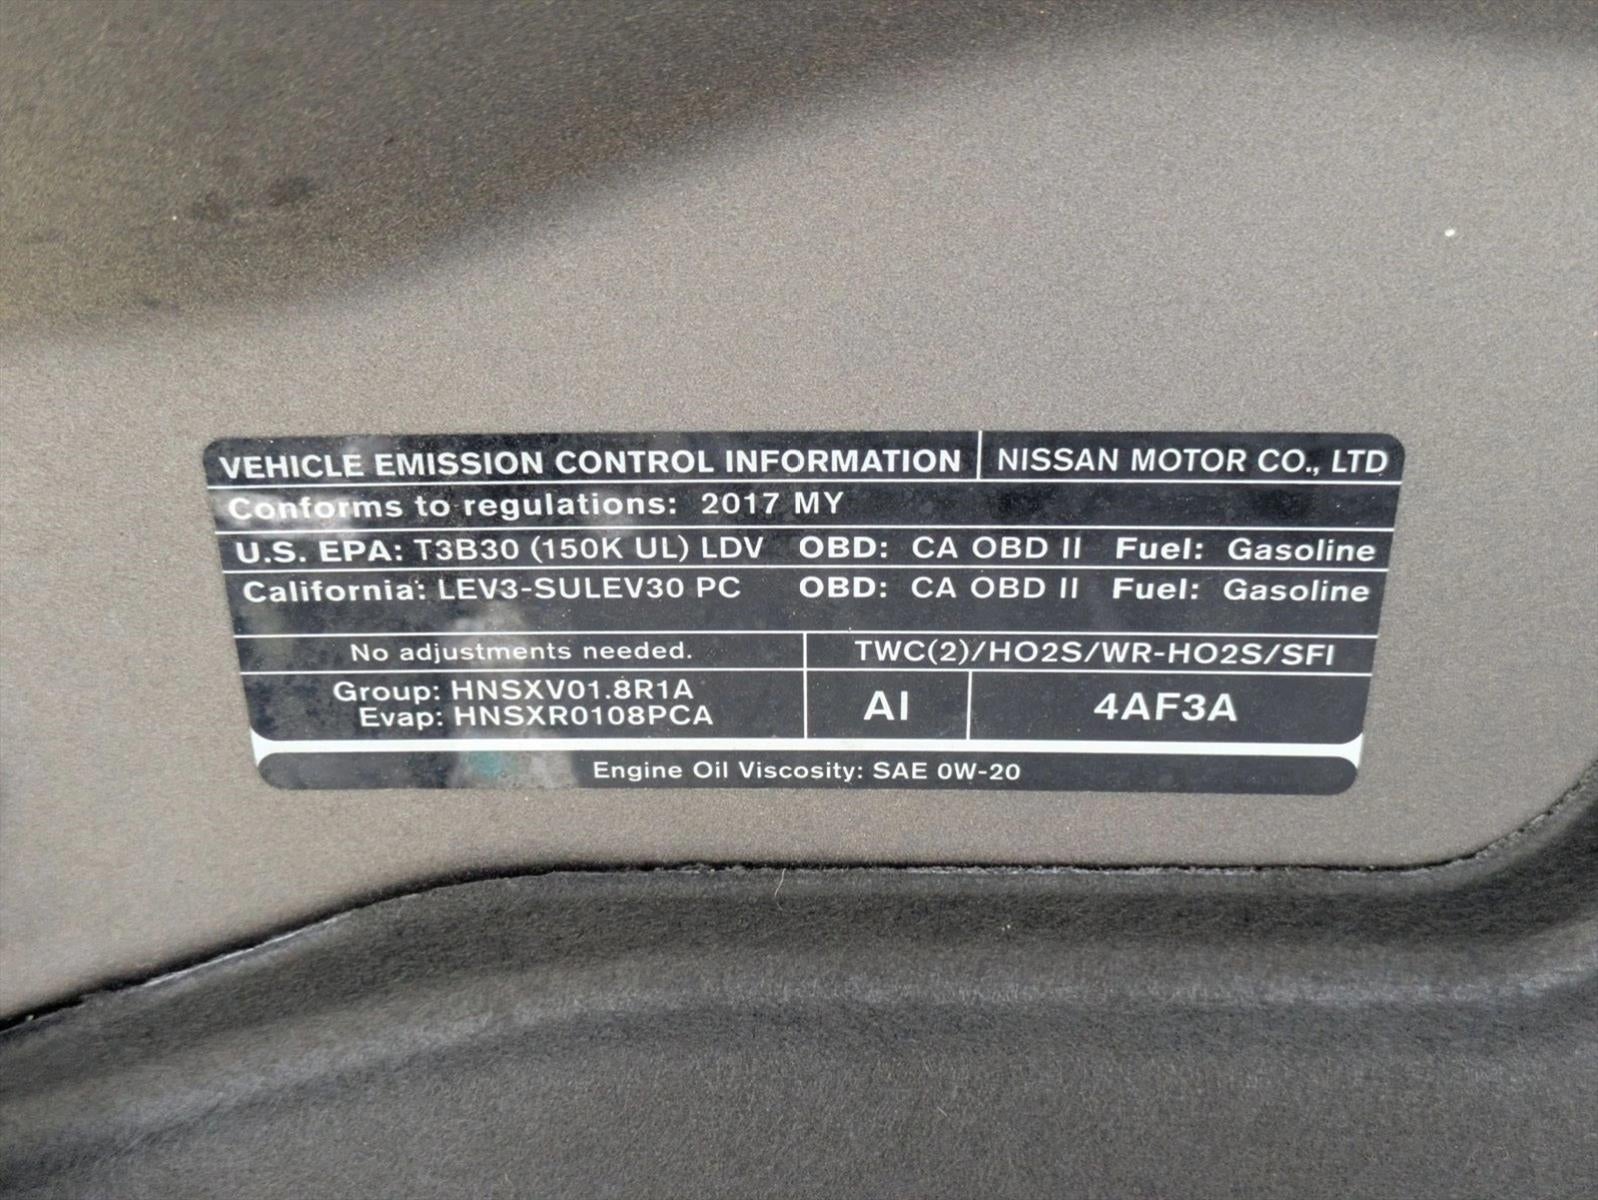 VEHICLE EMISSION CONTROL INFORMATION NISSAN MOTOR CO., LTD
Conforms to regulations: 2017 MY
U.S. EPA: T3B30 (150K UL) LDV OBD: CA OBD II Fuel: Gasoline
California: LEV3-SULEV30 PC OBD: CA OBD II Fuel: Gasoline
No adjustments needed. TWC(2)/HO2S/WR-HO2S/SFI
Group: HNSXV01.8R1A
Evap: HNSXR0108PCA
AI 4AF3A
Engine Oil Viscosity: SAE 0W-20